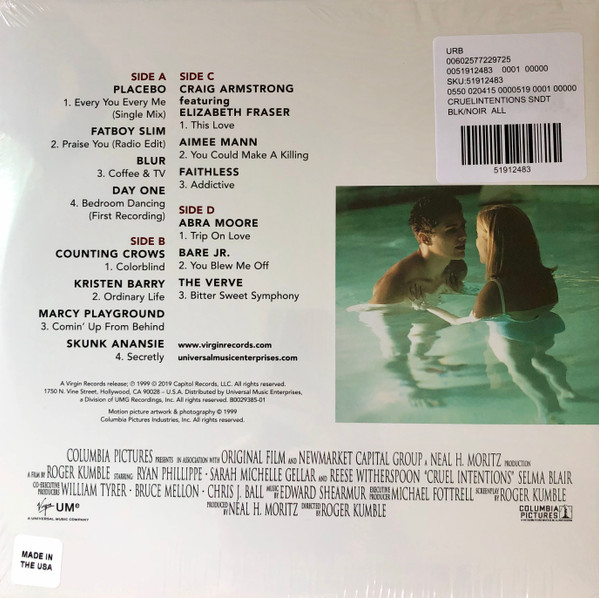 URB
00602577229725
0051912483 0001 00000
SKU:51912483
0550 020415 0000519 0001 00000
CRUELINTENTIONS SNDT
BLK/NOIR ALL
51912483
SIDE A
PLACEBO
1. Every You Every Me
(Single Mix)
FATBOY SLIM
2. Praise You (Radio Edit)
BLUR
3. Coffee & TV
DAY ONE
4. Bedroom Dancing
(First Recording)
SIDE B
COUNTING CROWS
1. Colorblind
KRISTEN BARRY
2. Ordinary Life
MARCY PLAYGROUND
3. Comin' Up From Behind
SKUNK ANANSIE
4. Secretly
SIDE C
CRAIG ARMSTRONG
featuring
ELIZABETH FRASER
1. This Love
AIMEE MANN
2. You Could Make A Killing
FAITHLESS
3. Addictive
SIDE D
ABRA MOORE
1. Trip On Love
BARE JR.
2. You Blew Me Off
THE VERVE
3. Bitter Sweet Symphony
www.virginrecords.com
universalmusicenterprises.com
A Virgin Records release; ℗ 1999 © 2019 Capitol Records, LLC. All rights reserved.
1750 N. Vine Street, Hollywood, CA 90028 – U.S.A. Distributed by Universal Music Enterprises,
a Division of UMG Recordings, Inc. All rights reserved. B0029385-01
Motion picture artwork & photography © 1999
Columbia Pictures Industries, Inc. All rights reserved.
COLUMBIA PICTURES PRESENTS IN ASSOCIATION WITH ORIGINAL FILM AND NEWMARKET CAPITAL GROUP A NEAL H. MORITZ PRODUCTION
A FILM BY ROGER KUMBLE STARRING RYAN PHILLIPPE · SARAH MICHELLE GELLAR AND REESE WITHERSPOON "CRUEL INTENTIONS" SELMA BLAIR
CO-EXECUTIVE PRODUCERS WILLIAM TYRER · BRUCE MELLON · CHRIS J. BALL MUSIC BY EDWARD SHEARMUR EXECUTIVE PRODUCER MICHAEL FOTTRELL SCREENPLAY BY ROGER KUMBLE
PRODUCED BY NEAL H. MORITZ DIRECTED BY ROGER KUMBLE
Virgin UMe
A UNIVERSAL MUSIC COMPANY
COLUMBIA
PICTURES
MADE IN
THE USA